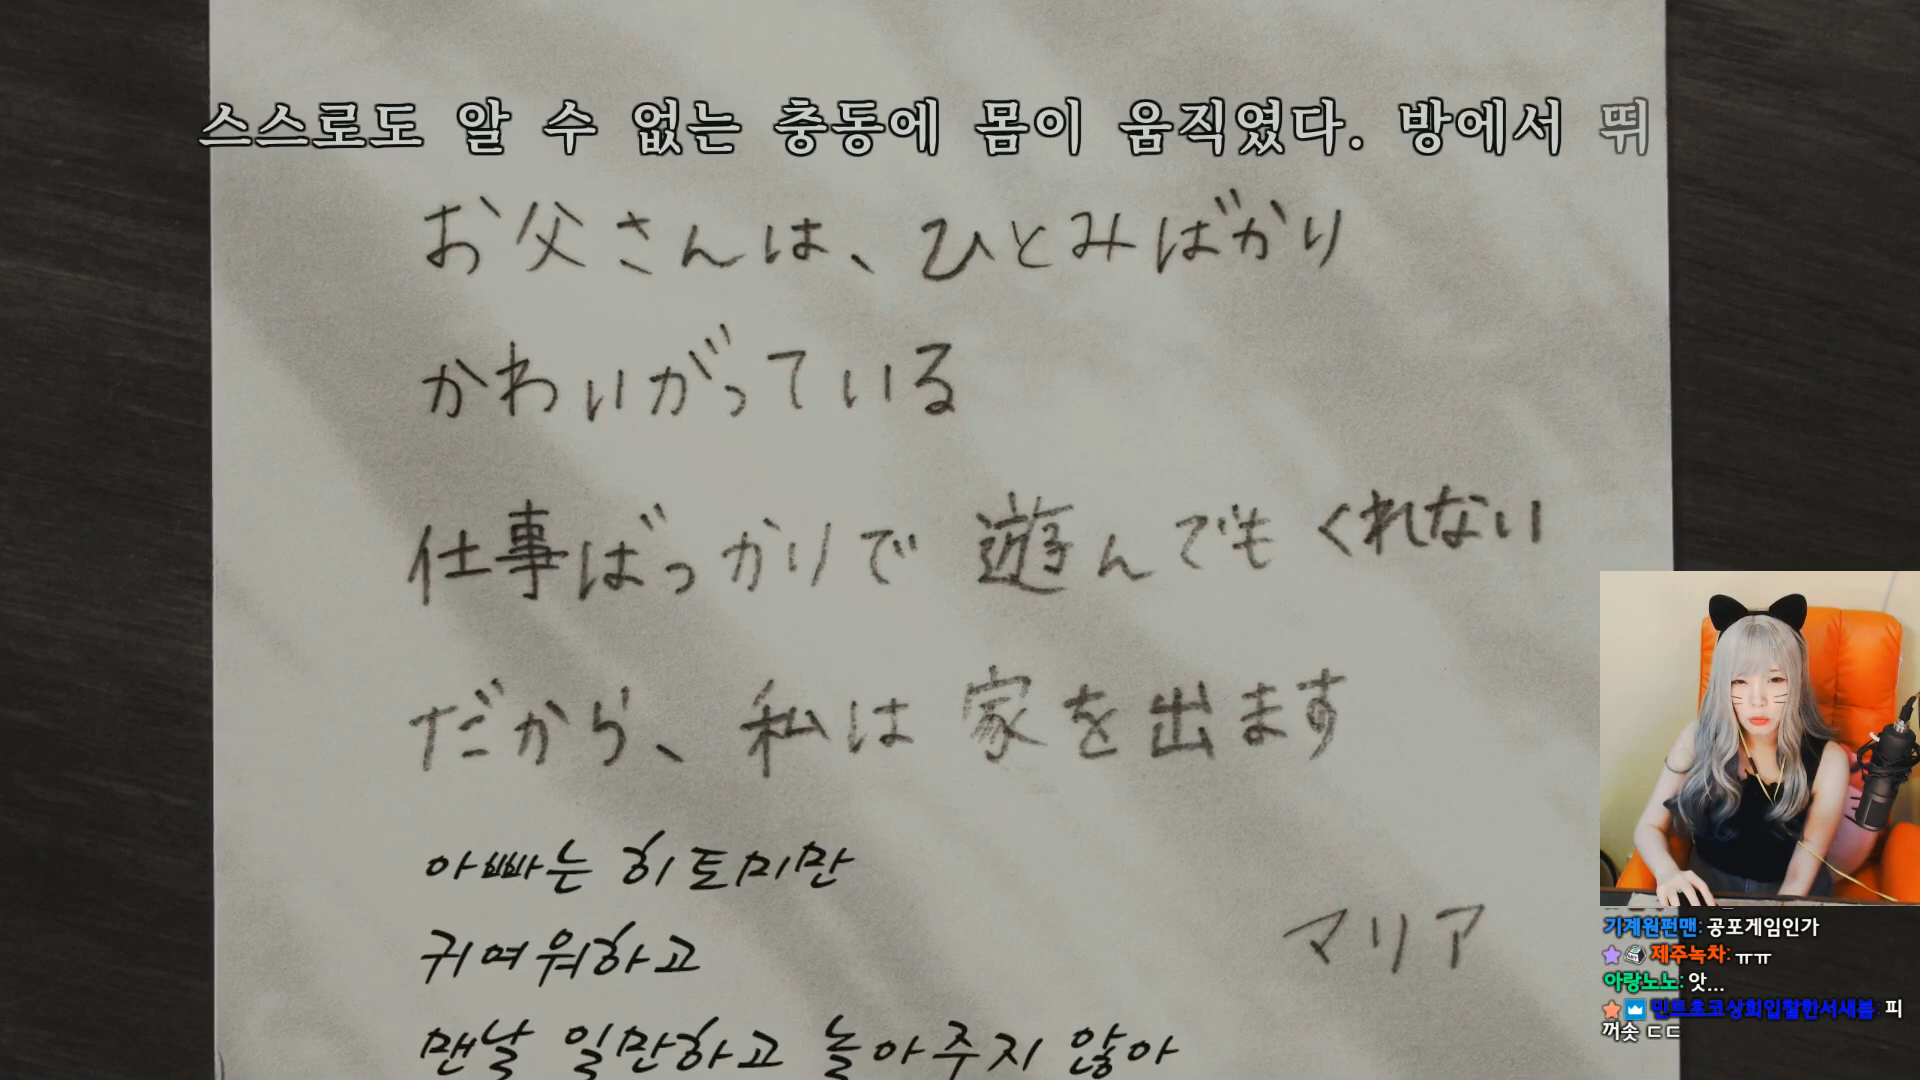 스스로도 알 수 없는 충동에 몸이 움직였다. 방에서 뛰
お父さんは、ひとみばかり
かわいがっている
仕事ばっかりで 遊んでもくれない
だから、私は家を出ます
아빠는 히토미만
귀여워하고
マリア
맨날 일만하고 놀아주지 않아
기계원펀맨: 공포게임인가
제주녹차: ㅠㅠ
아랑노노: 앗...
민트초코상회입찰한서새봄: 피
꺼솟 ㄷㄷ